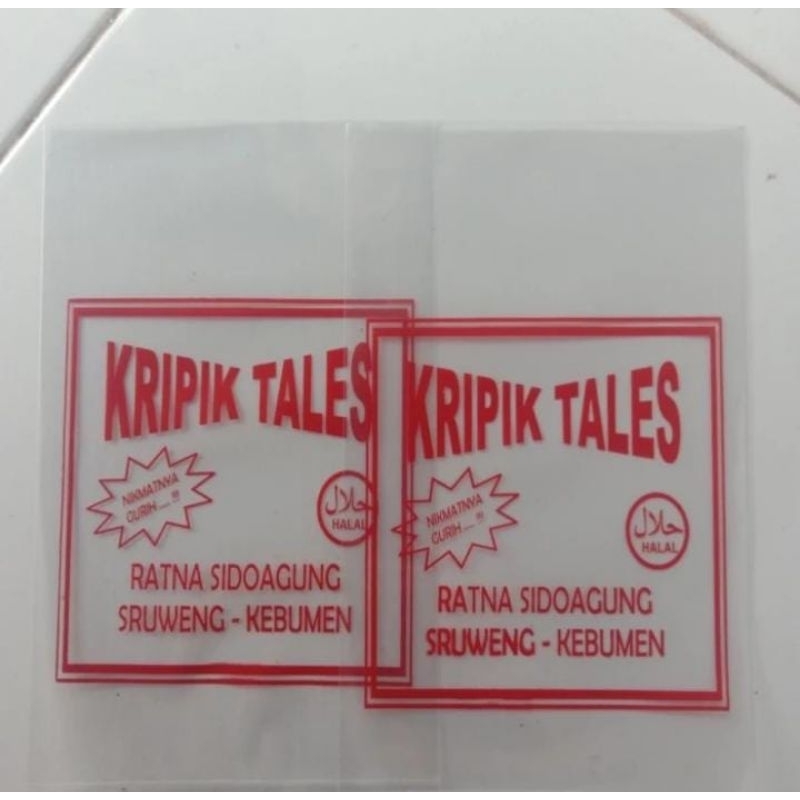 KRIPIK TALES
NIKMATNYA
GURIH .... !!!
حلال
HALAL
RATNA SIDOAGUNG
SRUWENG - KEBUMEN
KRIPIK TALES
NIKMATNYA
GURIH .... !!!
حلال
HALAL
RATNA SIDOAGUNG
SRUWENG - KEBUMEN